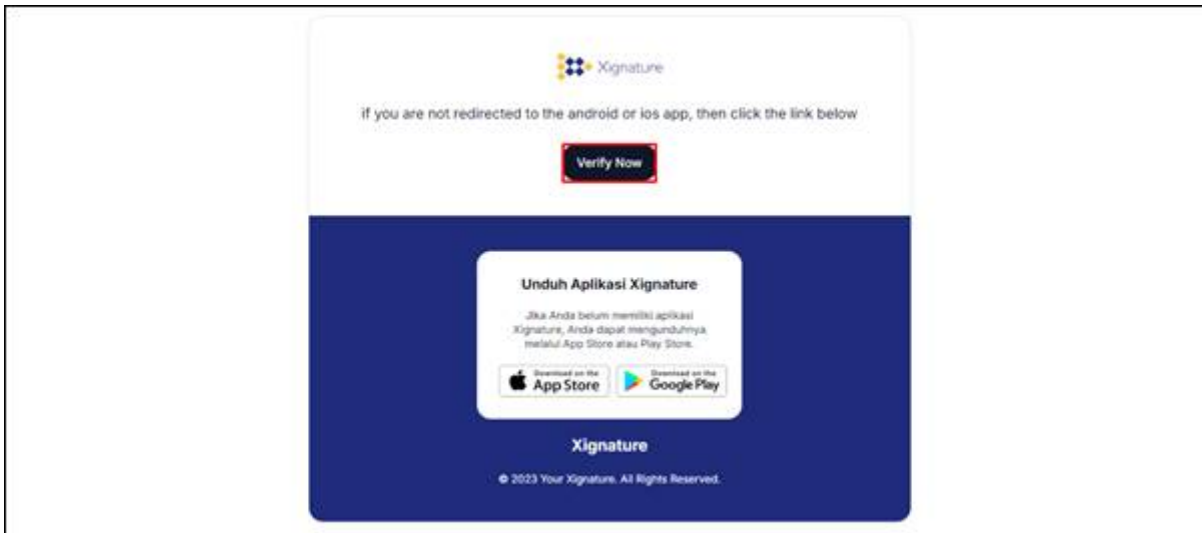 Xignature
if you are not redirected to the android or ios app, then click the link below
Verify Now
Unduh Aplikasi Xignature
Jika Anda belum memiliki aplikasi
Xignature, Anda dapat mengunduhnya
melalui App Store atau Play Store.
Download on the
App Store
Download on the
Google Play
Xignature
© 2023 Your Xignature. All Rights Reserved.